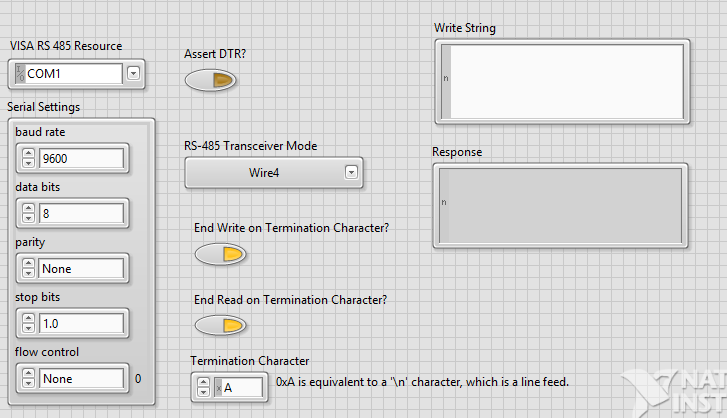 VISA RS 485 Resource
I/O COM1
Serial Settings
baud rate
9600
data bits
8
parity
None
stop bits
1.0
flow control
None 0
Assert DTR?
RS-485 Transceiver Mode
Wire4
End Write on Termination Character?
End Read on Termination Character?
Termination Character
x A 0xA is equivalent to a '\n' character, which is a line feed.
Write String
n
Response
n
NAT
INST